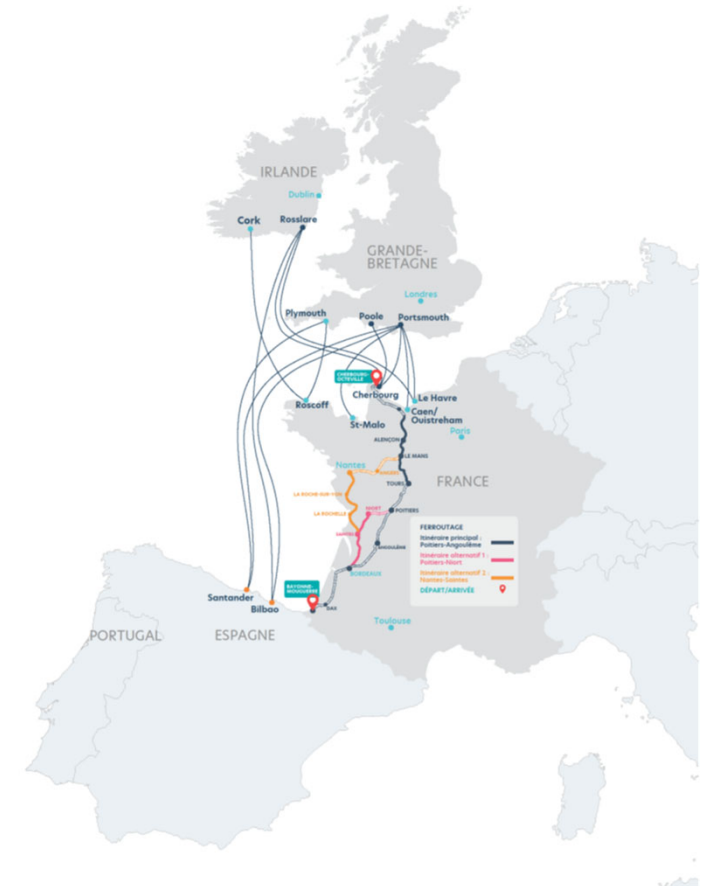 IRLANDE
Dublin
Cork
Rosslare
GRANDE-
BRETAGNE
Londres
Plymouth
Poole
Portsmouth
CHERBOURG-
OCTEVILLE
Cherbourg
Le Havre
Roscoff
Caen/
Ouistreham
St-Malo
Paris
ALENÇON
LE MANS
Nantes
ANGERS
TOURS
FRANCE
LA ROCHE-SUR-YON
NIORT
POITIERS
LA ROCHELLE
SAINTES
ANGOULÊME
FERROUTAGE
Itinéraire principal :
Poitiers-Angoulême
Itinéraire alternatif 1 :
Poitiers-Niort
Itinéraire alternatif 2 :
Nantes-Saintes
DÉPART/ARRIVÉE
BORDEAUX
BAYONNE-
MOUGUERRE
Santander
Bilbao
DAX
Toulouse
PORTUGAL
ESPAGNE